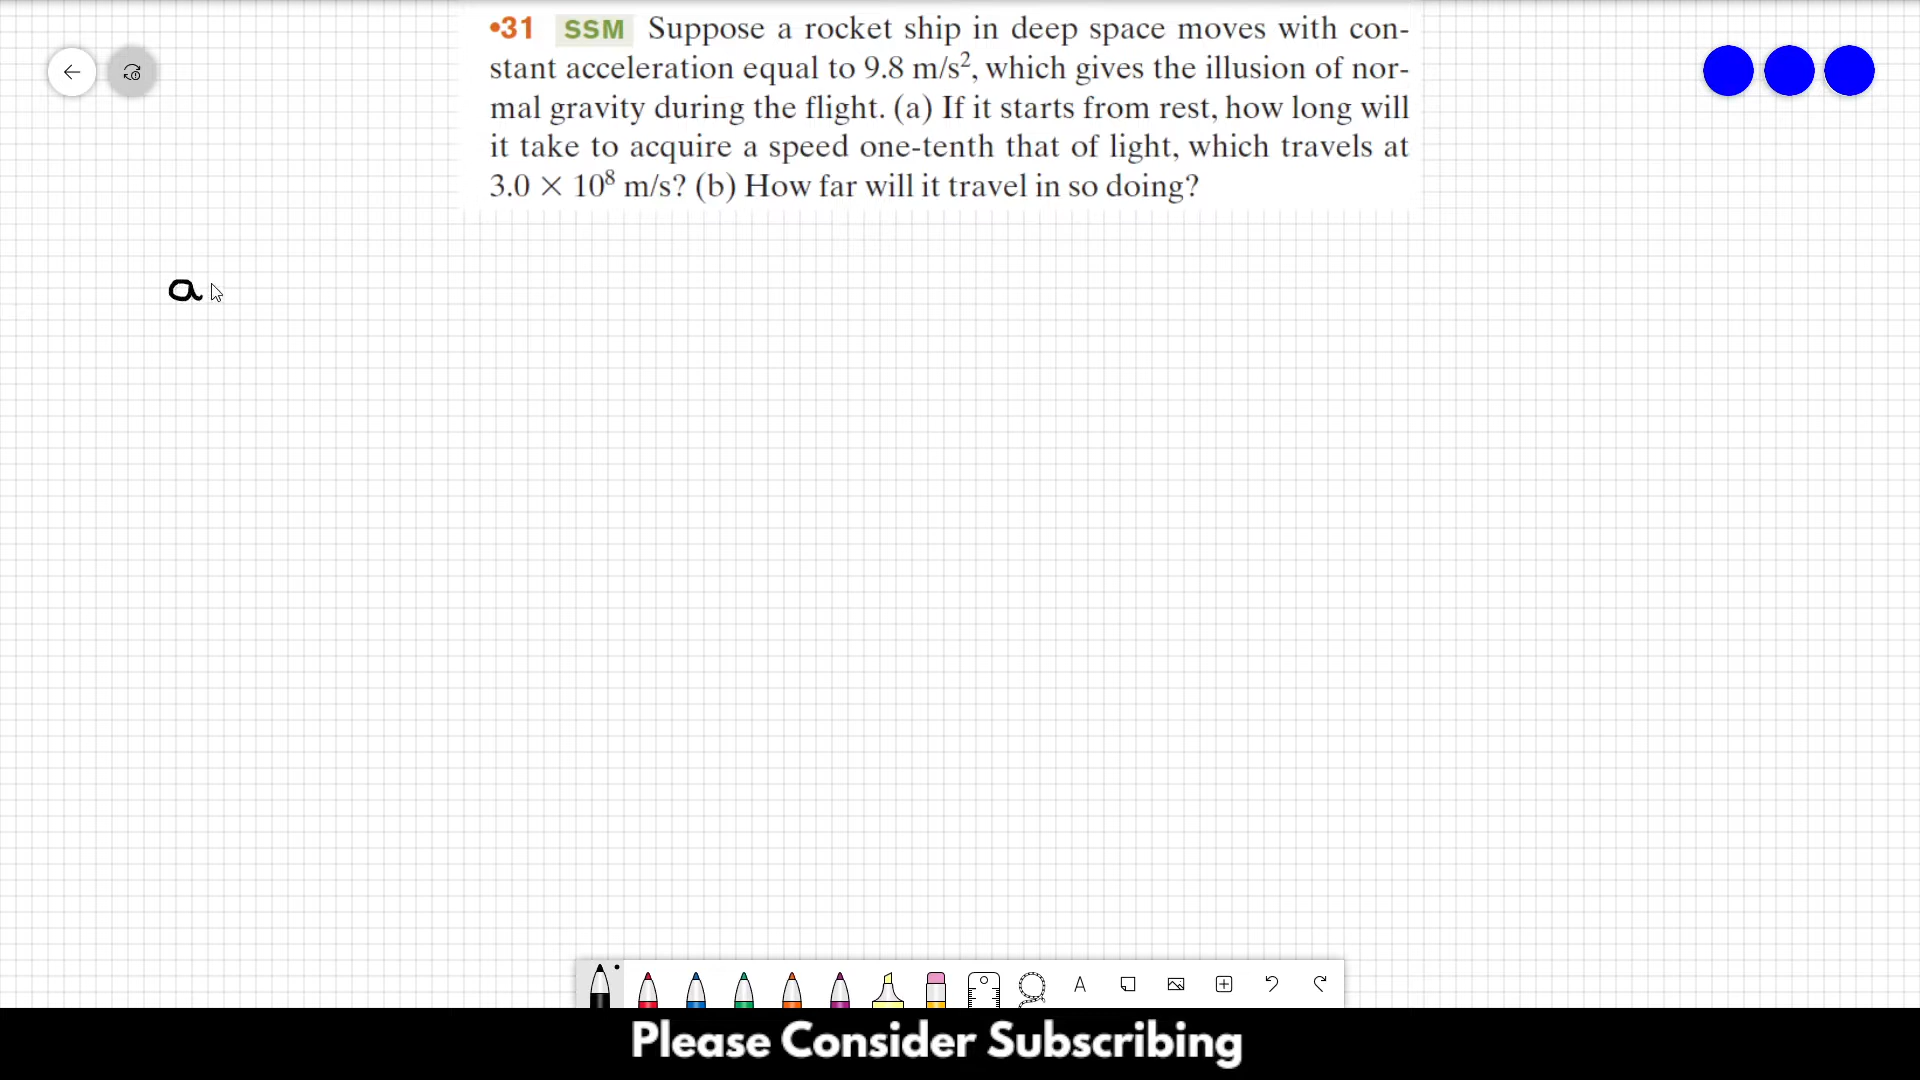 •31 SSM Suppose a rocket ship in deep space moves with con-
stant acceleration equal to 9.8 m/s², which gives the illusion of nor-
mal gravity during the flight. (a) If it starts from rest, how long will
it take to acquire a speed one-tenth that of light, which travels at
3.0 × 10⁸ m/s? (b) How far will it travel in so doing?
a
A
Please Consider Subscribing